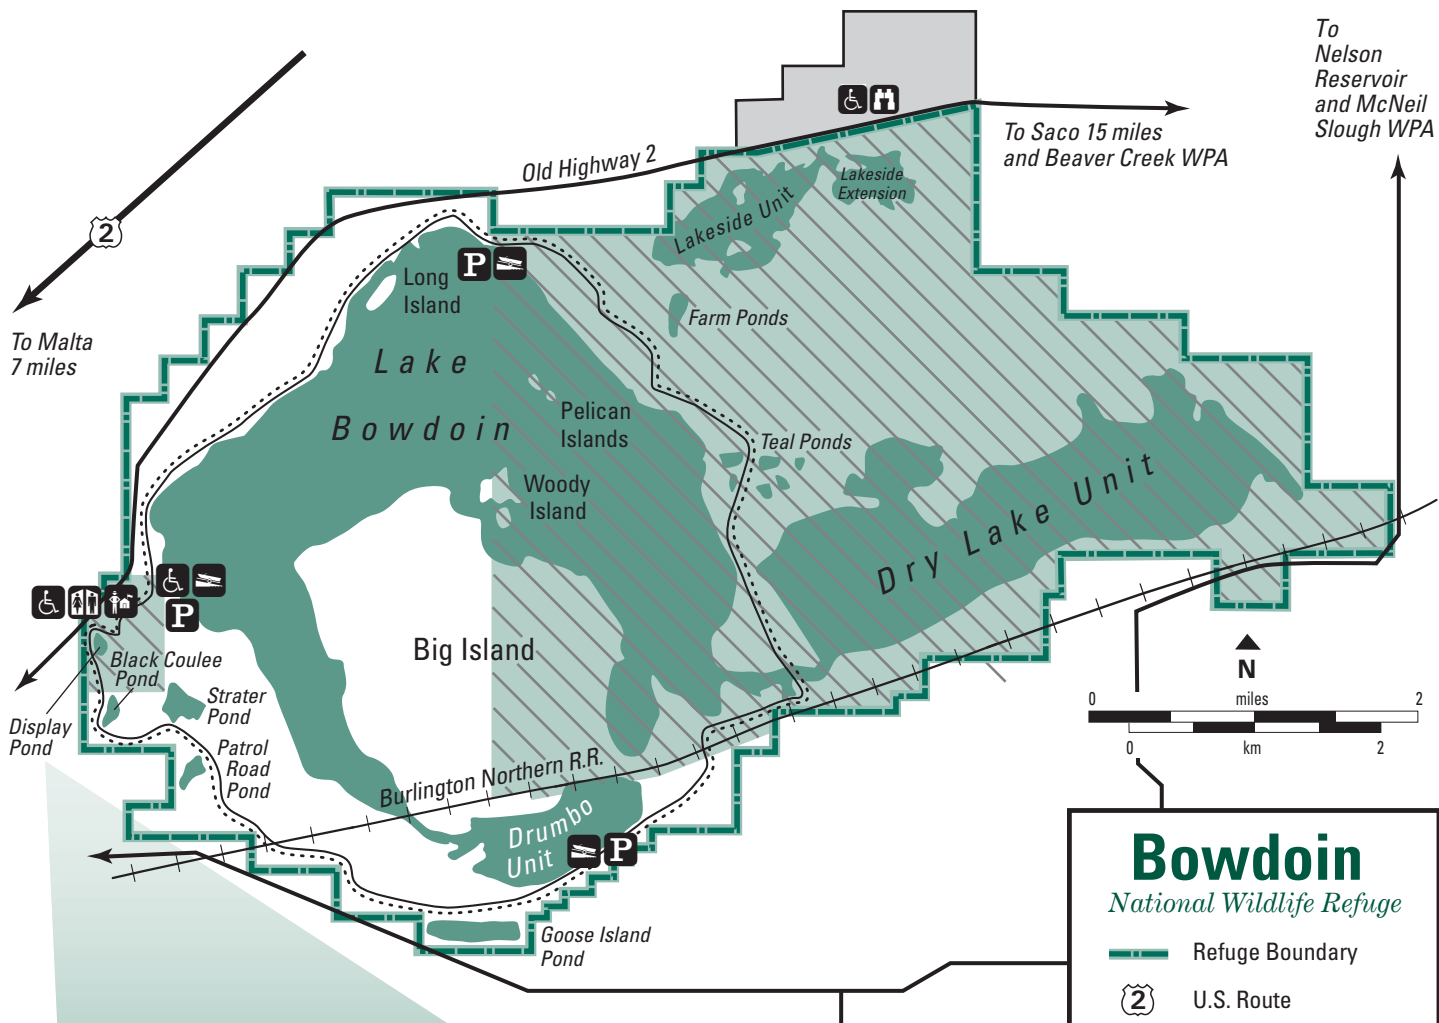 To
Nelson
Reservoir
and McNeil
Slough WPA
To Saco 15 miles
and Beaver Creek WPA
Old Highway 2
2
To Malta
7 miles
Lakeside Unit
Lakeside
Extension
Long
Island
P
Farm Ponds
Lake
Bowdoin
Pelican
Islands
Teal Ponds
Woody
Island
Dry Lake Unit
P
Big Island
Black Coulee
Pond
Strater
Pond
Display
Pond
Patrol
Road
Pond
Burlington Northern R.R.
Drumbo
Unit
P
Goose Island
Pond
N
0 miles 2
0 km 2
Bowdoin
National Wildlife Refuge
Refuge Boundary
2 U.S. Route